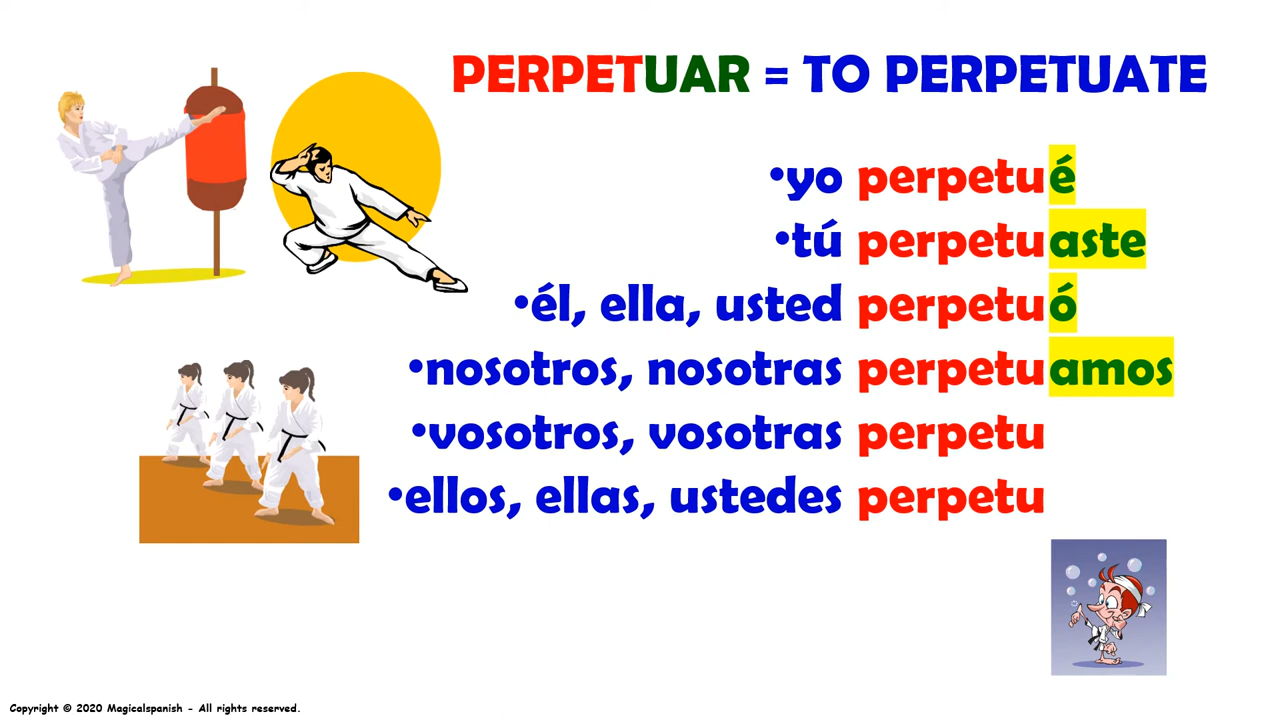 PERPETUAR = TO PERPETUATE
•yo perpetué
•tú perpetuaste
•él, ella, usted perpetuó
•nosotros, nosotras perpetuamos
•vosotros, vosotras perpetu
•ellos, ellas, ustedes perpetu
Copyright © 2020 Magicalspanish - All rights reserved.